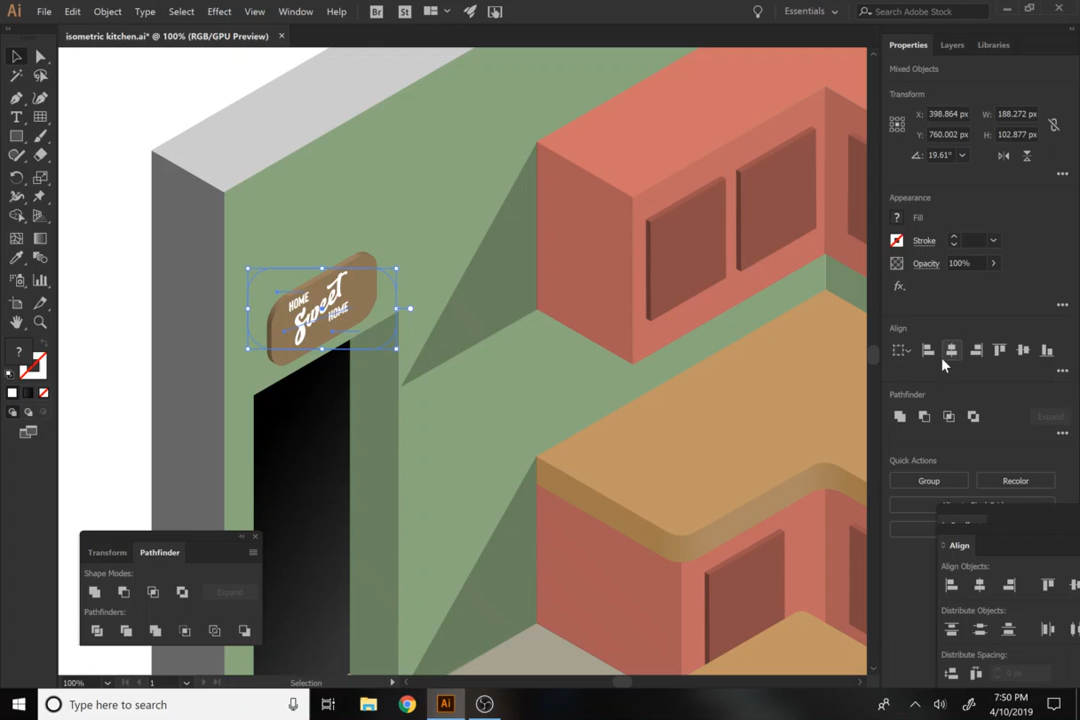 Ai File Edit Object Type Select Effect View Window Help Br St Essentials Search Adobe Stock
isometric kitchen.ai* @ 100% (RGB/GPU Preview)
Properties Layers Libraries
Mixed Objects
Transform
X: 398.864 px W: 188.272 px
Y: 760.002 px H: 102.877 px
19.61°
Appearance
? Fill
Stroke
Opacity 100%
fx.
HOME
Sweet
HOME
Align
?
Pathfinder
Expand
Quick Actions
Group Recolor
Align
Align Objects:
Distribute Objects:
Distribute Spacing:
0 px
Transform Pathfinder
Shape Modes:
Expand
Pathfinders:
100% 1 Selection
Type here to search
Ai
7:50 PM
4/10/2019